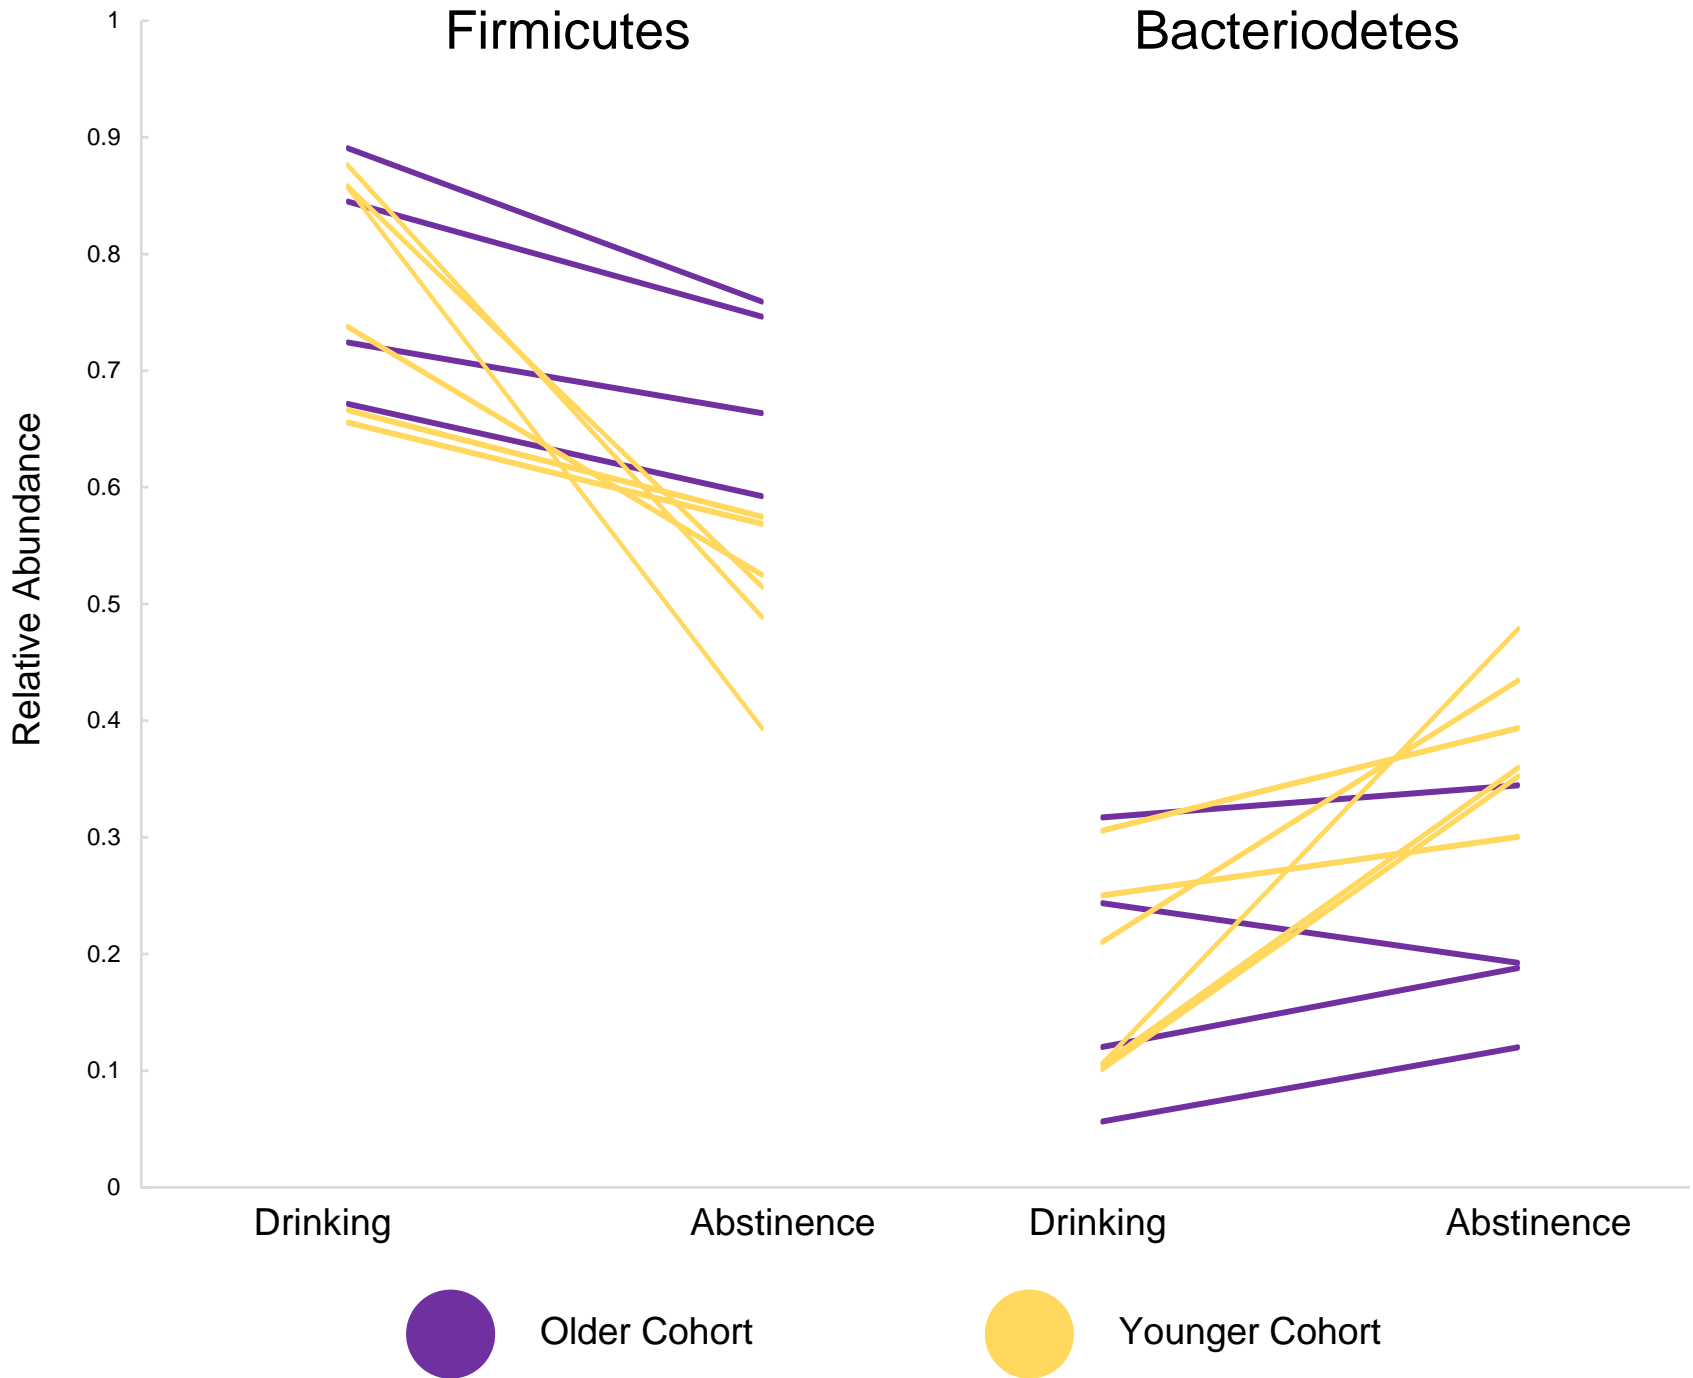 Firmicutes
Bacteriodetes
Relative Abundance
1
0.9
0.8
0.7
0.6
0.5
0.4
0.3
0.2
0.1
0
Drinking
Abstinence
Drinking
Abstinence
Older Cohort
Younger Cohort